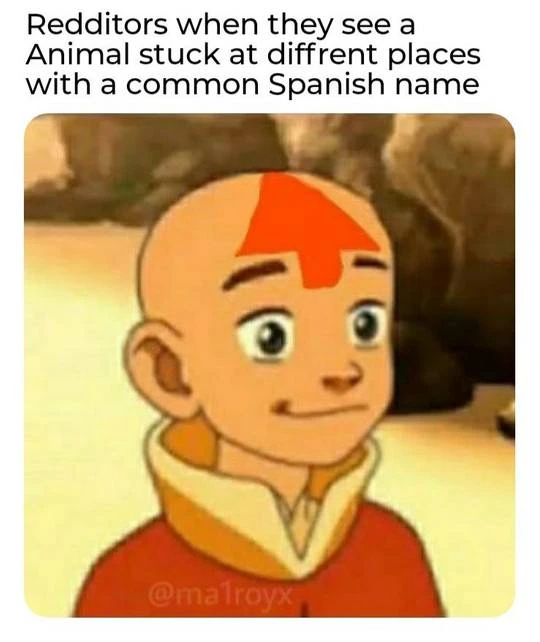 Redditors when they see a
Animal stuck at diffrent places
with a common Spanish name
@ma1royx